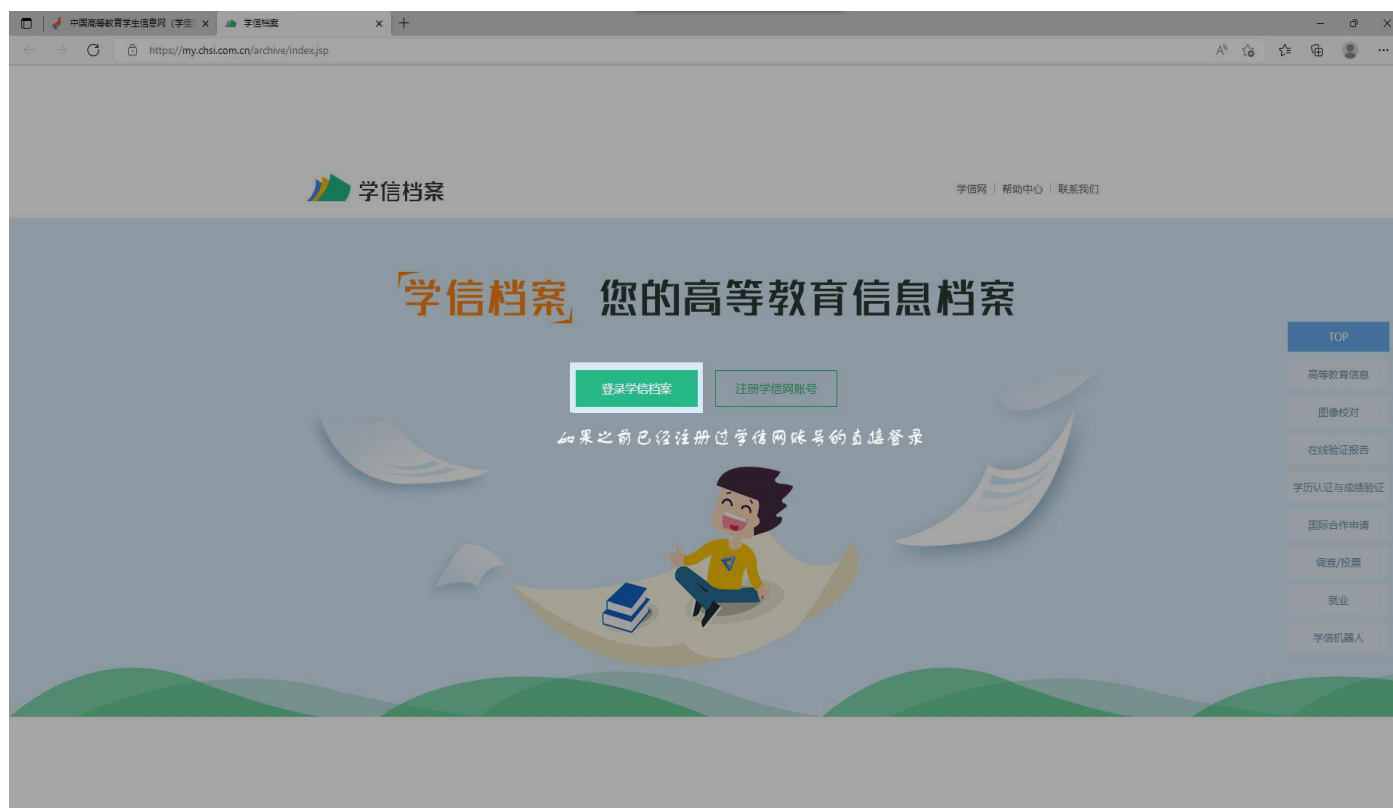 中国高等教育学生信息网（学信
学信档案
https://my.chsi.com.cn/archive/index.jsp
学信档案
学信网 | 帮助中心 | 联系我们
「学信档案」 您的高等教育信息档案
登录学信档案
注册学信网账号
如果之前已经注册过学信网账号的直接登录
TOP
高等教育信息
图像校对
在线验证报告
学历认证与成绩验证
国际合作申请
调查/投票
就业
学信机器人